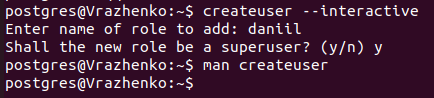 postgres@Vrazhenko:~$ createuser --interactive
Enter name of role to add: daniil
Shall the new role be a superuser? (y/n) y
postgres@Vrazhenko:~$ man createuser
postgres@Vrazhenko:~$